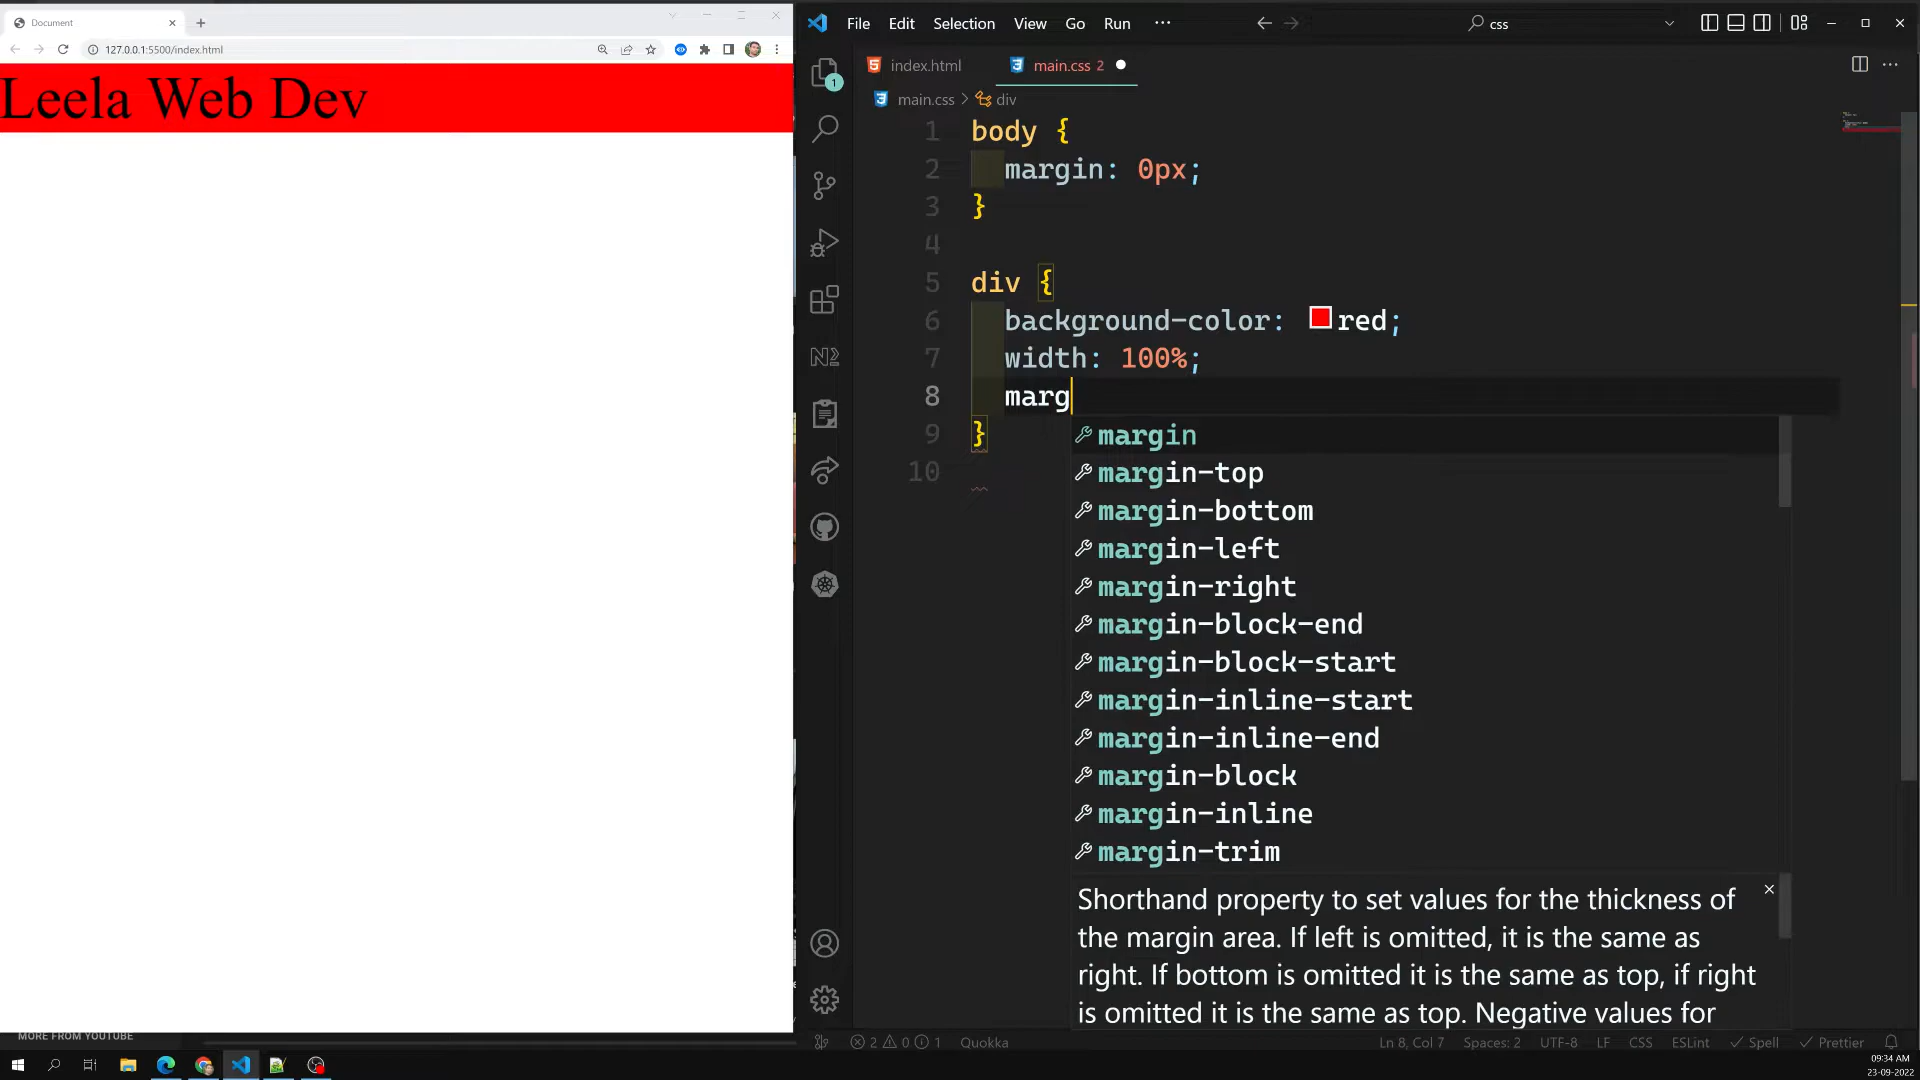 Document
127.0.0.1:5500/index.html
Leela Web Dev
MORE FROM YOUTUBE
File Edit Selection View Go Run ···
css
1
index.html
main.css 2
main.css > div
1 body {
2 margin: 0px;
3 }
4
5 div {
6 background-color: red;
7 width: 100%;
8 marg
9 }
10
margin
margin-top
margin-bottom
margin-left
margin-right
margin-block-end
margin-block-start
margin-inline-start
margin-inline-end
margin-block
margin-inline
margin-trim
Shorthand property to set values for the thickness of
the margin area. If left is omitted, it is the same as
right. If bottom is omitted it is the same as top, if right
is omitted it is the same as top. Negative values for
2 0 1 Quokka Ln 8, Col 7 Spaces: 2 UTF-8 LF CSS ESLint Spell Prettier
09:34 AM
23-09-2022